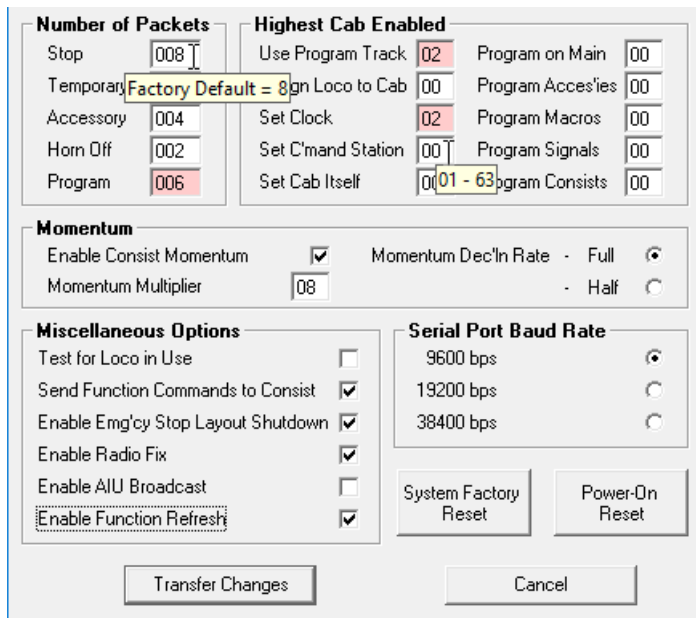 Number of Packets
Stop 008
Temporary
Factory Default = 8
Accessory 004
Horn Off 002
Program 006
Highest Cab Enabled
Use Program Track 02 Program on Main 00
gn Loco to Cab 00 Program Acces'ies 00
Set Clock 02 Program Macros 00
Set C'mand Station 00 Program Signals 00
Set Cab Itself 00 ogram Consists 00
01 - 63
Momentum
Enable Consist Momentum Momentum Dec'ln Rate - Full
Momentum Multiplier 08 - Half
Miscellaneous Options
Test for Loco in Use
Send Function Commands to Consist
Enable Emg'cy Stop Layout Shutdown
Enable Radio Fix
Enable AIU Broadcast
Enable Function Refresh
Serial Port Baud Rate
9600 bps
19200 bps
38400 bps
System Factory
Reset
Power-On
Reset
Transfer Changes Cancel